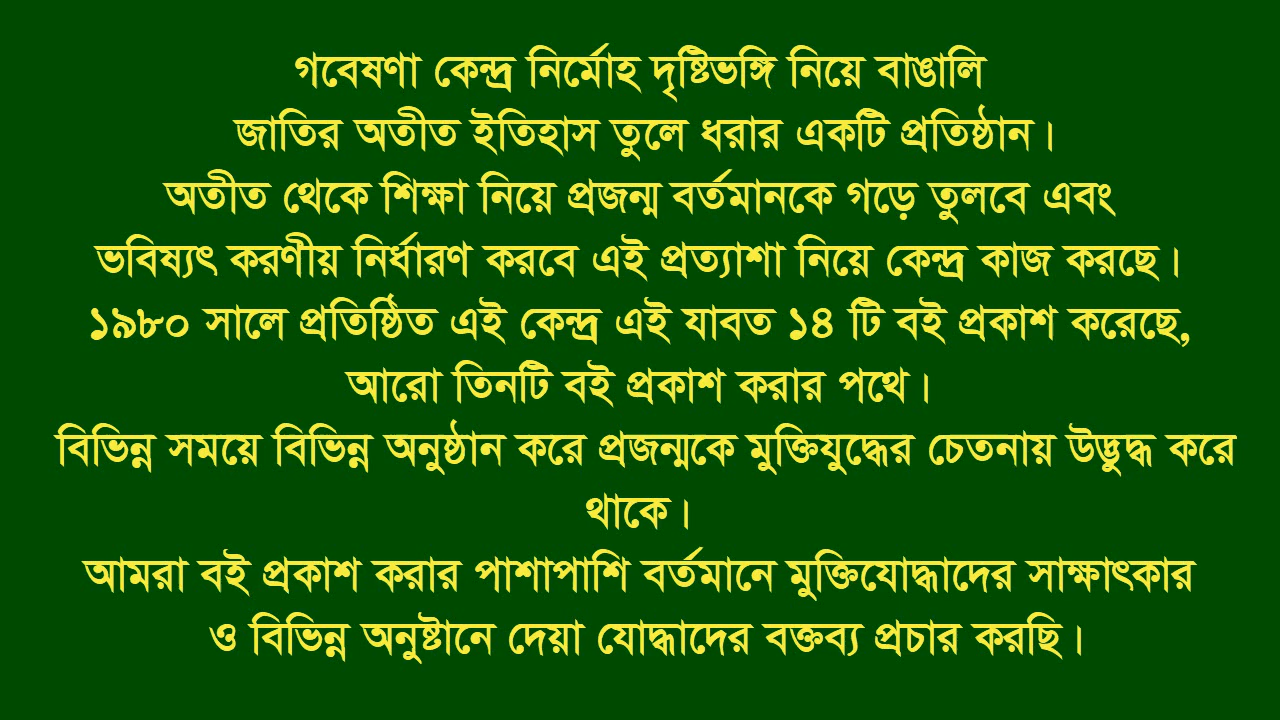 গবেষণা কেন্দ্র নির্মোহ দৃষ্টিভঙ্গি নিয়ে বাঙালি
জাতির অতীত ইতিহাস তুলে ধরার একটি প্রতিষ্ঠান।
অতীত থেকে শিক্ষা নিয়ে প্রজন্ম বর্তমানকে গড়ে তুলবে এবং
ভবিষ্যৎ করণীয় নির্ধারণ করবে এই প্রত্যাশা নিয়ে কেন্দ্র কাজ করছে।
১৯৮০ সালে প্রতিষ্ঠিত এই কেন্দ্র এই যাবত ১৪ টি বই প্রকাশ করেছে,
আরো তিনটি বই প্রকাশ করার পথে।
বিভিন্ন সময়ে বিভিন্ন অনুষ্ঠান করে প্রজন্মকে মুক্তিযুদ্ধের চেতনায় উদ্ভুদ্ধ করে
থাকে।
আমরা বই প্রকাশ করার পাশাপাশি বর্তমানে মুক্তিযোদ্ধাদের সাক্ষাৎকার
ও বিভিন্ন অনুষ্টানে দেয়া যোদ্ধাদের বক্তব্য প্রচার করছি।